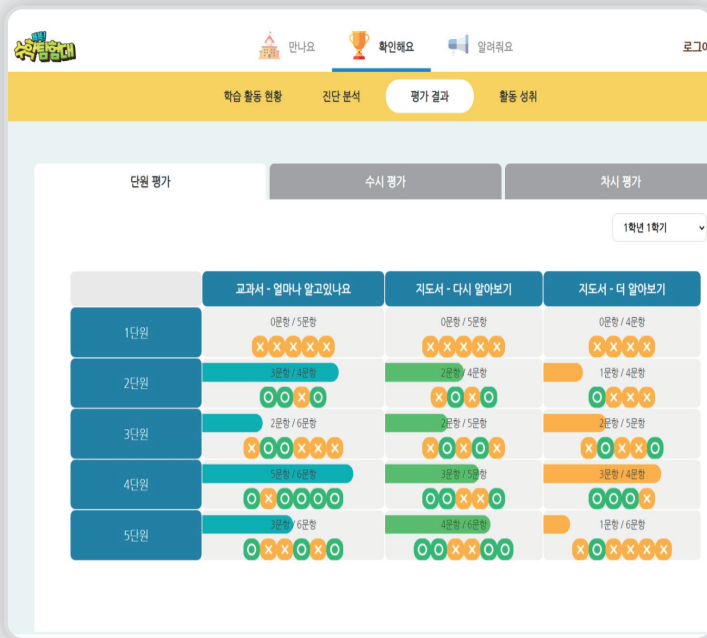 똑똑!
수학탐험대
만나요 확인해요 알려줘요
학습 활동 현황 진단 분석 평가 결과 활동 성취
단원 평가 수시 평가 차시 평가
1학년 1학기
교과서 - 얼마나 알고있나요 지도서 - 다시 알아보기 지도서 - 더 알아보기
1단원 0문항 / 5문항 0문항 / 5문항 0문항 / 4문항
X X X X X X X X X X X X X X
2단원 3문항 / 4문항 2문항 / 4문항 1문항 / 4문항
O O X O X O X O O X X X
3단원 2문항 / 6문항 2문항 / 5문항 2문항 / 5문항
X O O X X X X O X O X X O X X O
4단원 5문항 / 6문항 3문항 / 5문항 3문항 / 4문항
O X O O O O O O X X O O O O X
5단원 3문항 / 6문항 4문항 / 6문항 1문항 / 6문항
O X X O X O O O X X O O X O X X X X